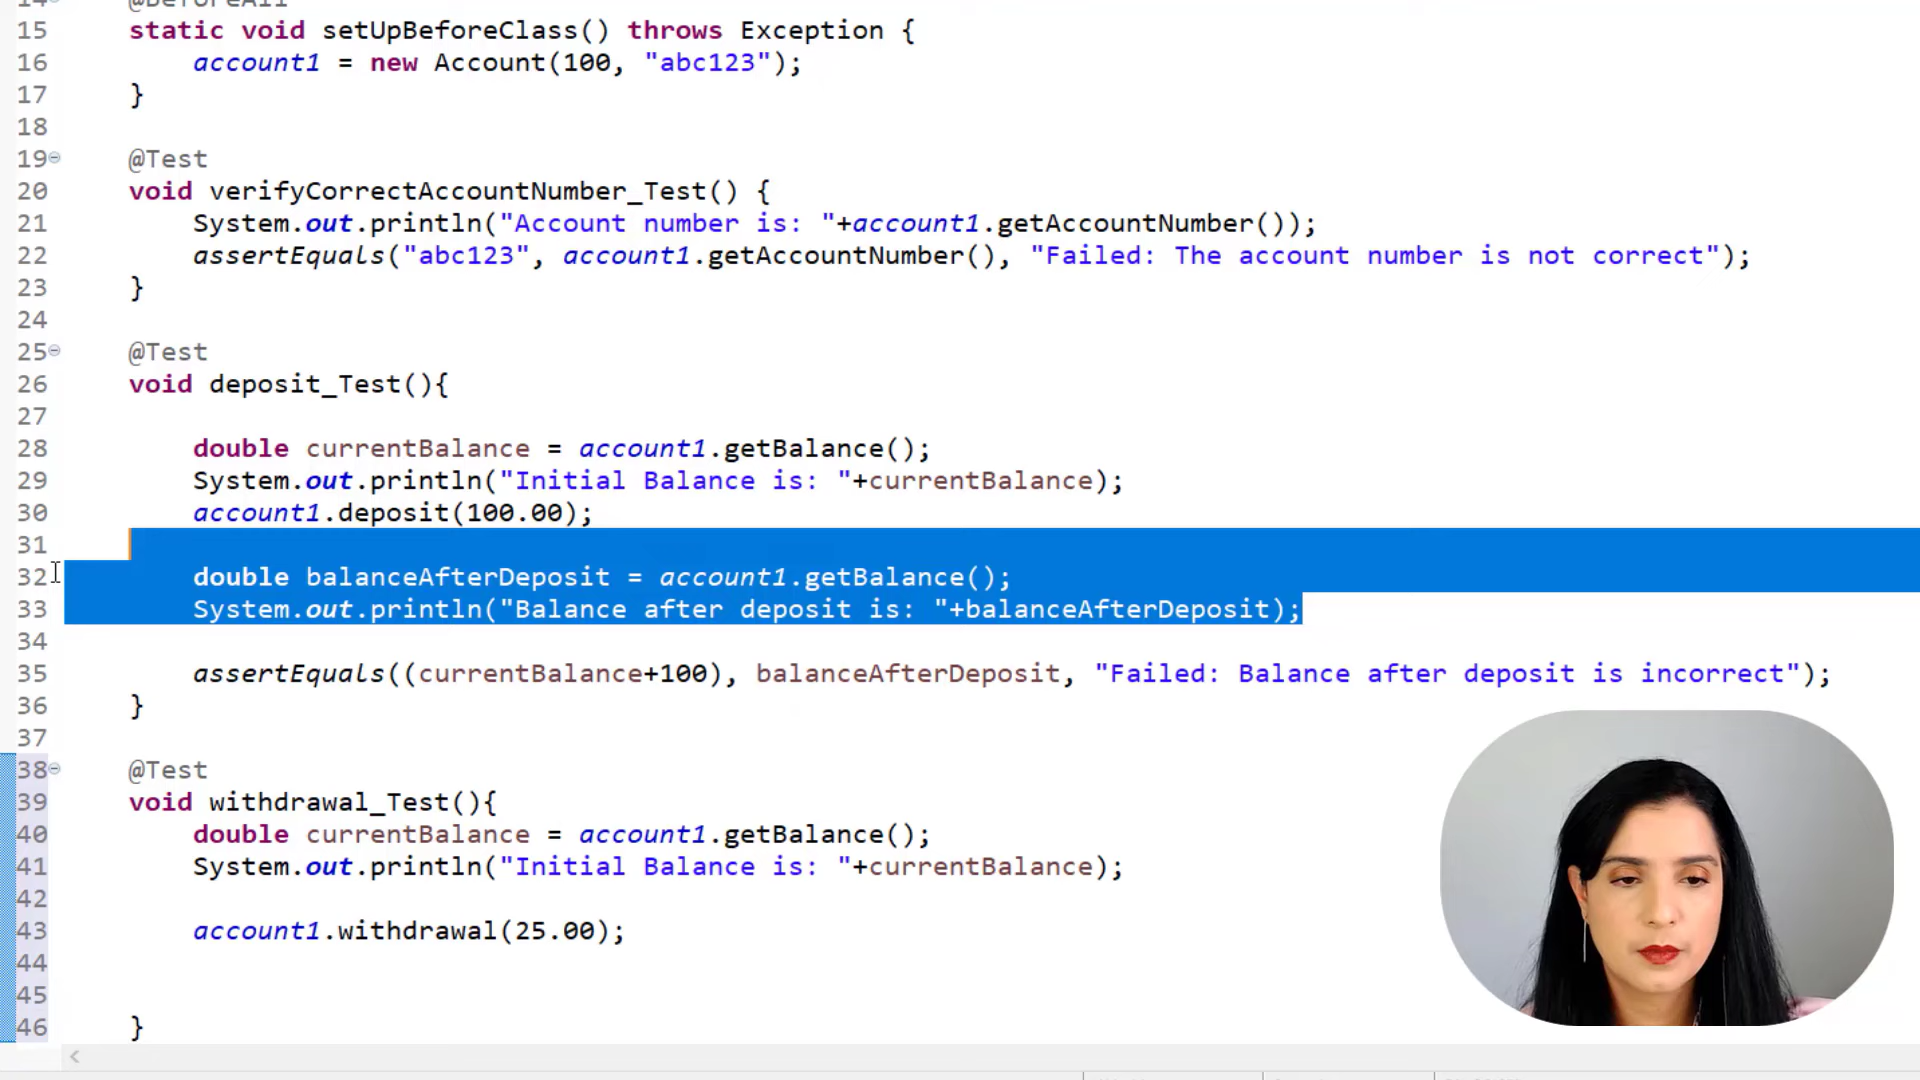 14 @BeforeAll
15 static void setUpBeforeClass() throws Exception {
16 account1 = new Account(100, "abc123");
17 }
18
19 @Test
20 void verifyCorrectAccountNumber_Test() {
21 System.out.println("Account number is: "+account1.getAccountNumber());
22 assertEquals("abc123", account1.getAccountNumber(), "Failed: The account number is not correct");
23 }
24
25 @Test
26 void deposit_Test(){
27
28 double currentBalance = account1.getBalance();
29 System.out.println("Initial Balance is: "+currentBalance);
30 account1.deposit(100.00);
31
32 double balanceAfterDeposit = account1.getBalance();
33 System.out.println("Balance after deposit is: "+balanceAfterDeposit);
34
35 assertEquals((currentBalance+100), balanceAfterDeposit, "Failed: Balance after deposit is incorrect");
36 }
37
38 @Test
39 void withdrawal_Test(){
40 double currentBalance = account1.getBalance();
41 System.out.println("Initial Balance is: "+currentBalance);
42
43 account1.withdrawal(25.00);
44
45
46 }